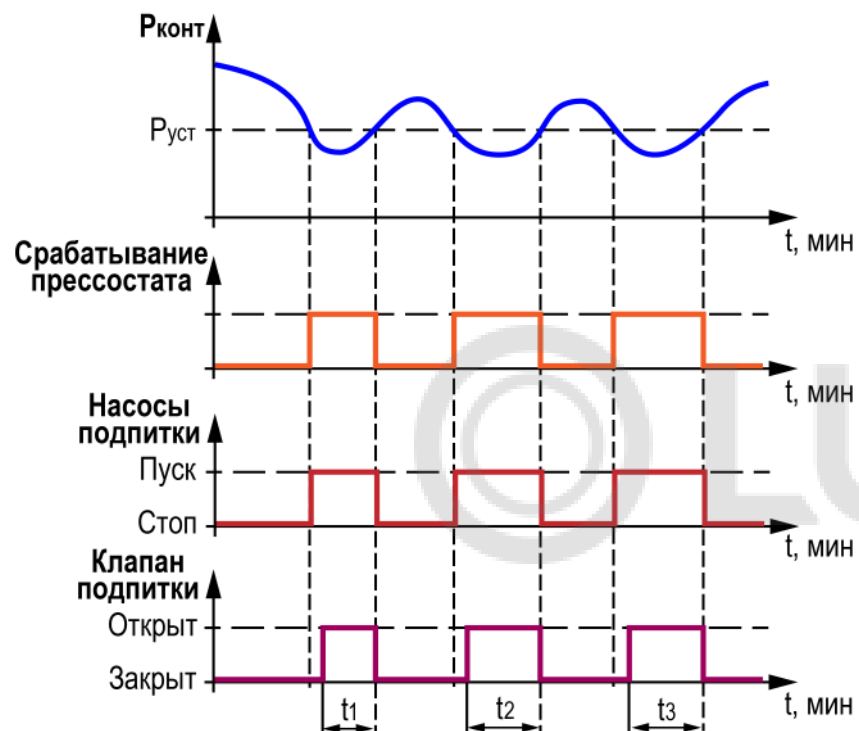 Pконт
Pуст
t, мин
Срабатывание
прессостата
t, мин
Насосы
подпитки
Пуск
Стоп
t, мин
Клапан
подпитки
Открыт
Закрыт
t, мин
t1
t2
t3